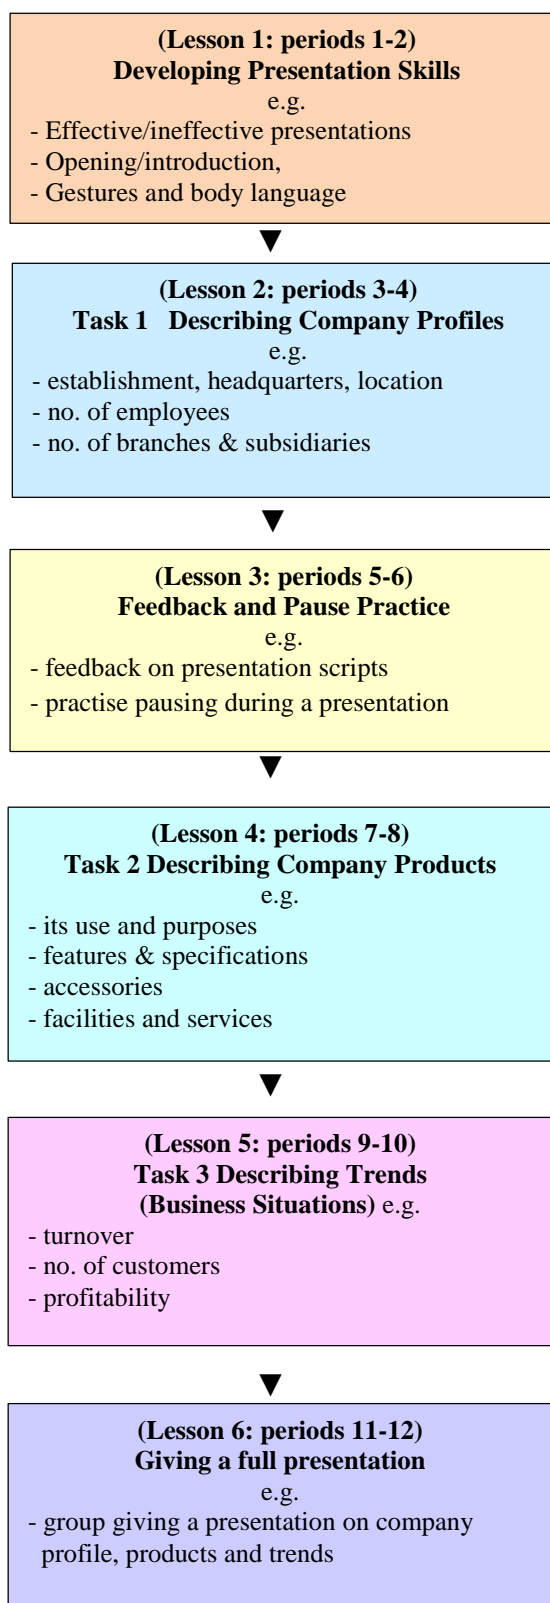 (Lesson 1: periods 1-2)
Developing Presentation Skills
e.g.
- Effective/ineffective presentations
- Opening/introduction,
- Gestures and body language
(Lesson 2: periods 3-4)
Task 1 Describing Company Profiles
e.g.
- establishment, headquarters, location
- no. of employees
- no. of branches & subsidiaries
(Lesson 3: periods 5-6)
Feedback and Pause Practice
e.g.
- feedback on presentation scripts
- practise pausing during a presentation
(Lesson 4: periods 7-8)
Task 2 Describing Company Products
e.g.
- its use and purposes
- features & specifications
- accessories
- facilities and services
(Lesson 5: periods 9-10)
Task 3 Describing Trends
(Business Situations) e.g.
- turnover
- no. of customers
- profitability
(Lesson 6: periods 11-12)
Giving a full presentation
e.g.
- group giving a presentation on company
profile, products and trends